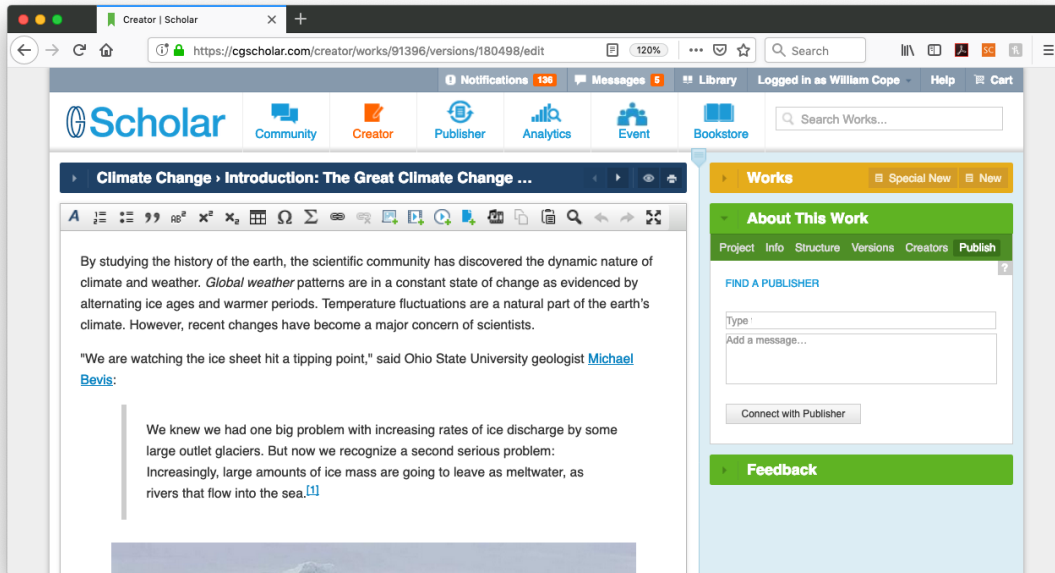 Creator | Scholar
https://cgscholar.com/creator/works/91396/versions/180498/edit
120%
Search
Notifications 136
Messages 5
Library
Logged in as William Cope
Help
Cart
Scholar
Community
Creator
Publisher
Analytics
Event
Bookstore
Search Works...
Climate Change › Introduction: The Great Climate Change ...
By studying the history of the earth, the scientific community has discovered the dynamic nature of
climate and weather. Global weather patterns are in a constant state of change as evidenced by
alternating ice ages and warmer periods. Temperature fluctuations are a natural part of the earth's
climate. However, recent changes have become a major concern of scientists.
"We are watching the ice sheet hit a tipping point," said Ohio State University geologist Michael
Bevis:
We knew we had one big problem with increasing rates of ice discharge by some
large outlet glaciers. But now we recognize a second serious problem:
Increasingly, large amounts of ice mass are going to leave as meltwater, as
rivers that flow into the sea.[1]
Works
Special New
New
About This Work
Project Info Structure Versions Creators Publish
?
FIND A PUBLISHER
Type
Add a message...
Connect with Publisher
Feedback